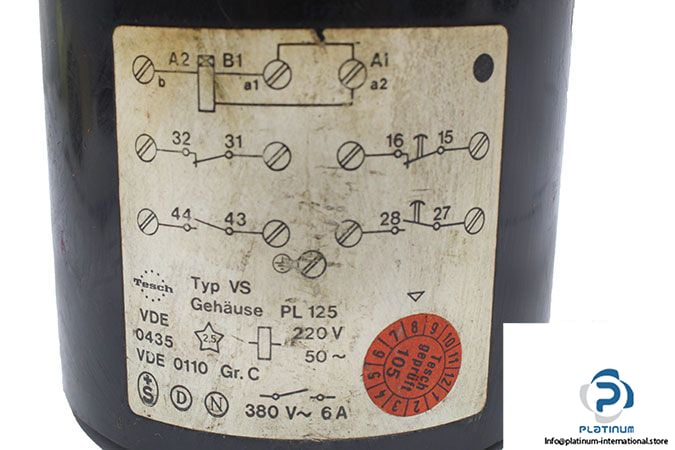 A2 B1 A1
b a1 a2
32 31 16 15
44 43 28 27
Tesch
Typ VS
Gehäuse PL 125
VDE
0435
2,5
220 V
50 ~
VDE 0110 Gr. C
S D N
380 V~ 6 A
1 2 3 4 5 6 7 8 9 10 11 12
Tesch
geprüft
105
PLATINUM
info@platinum-international.store